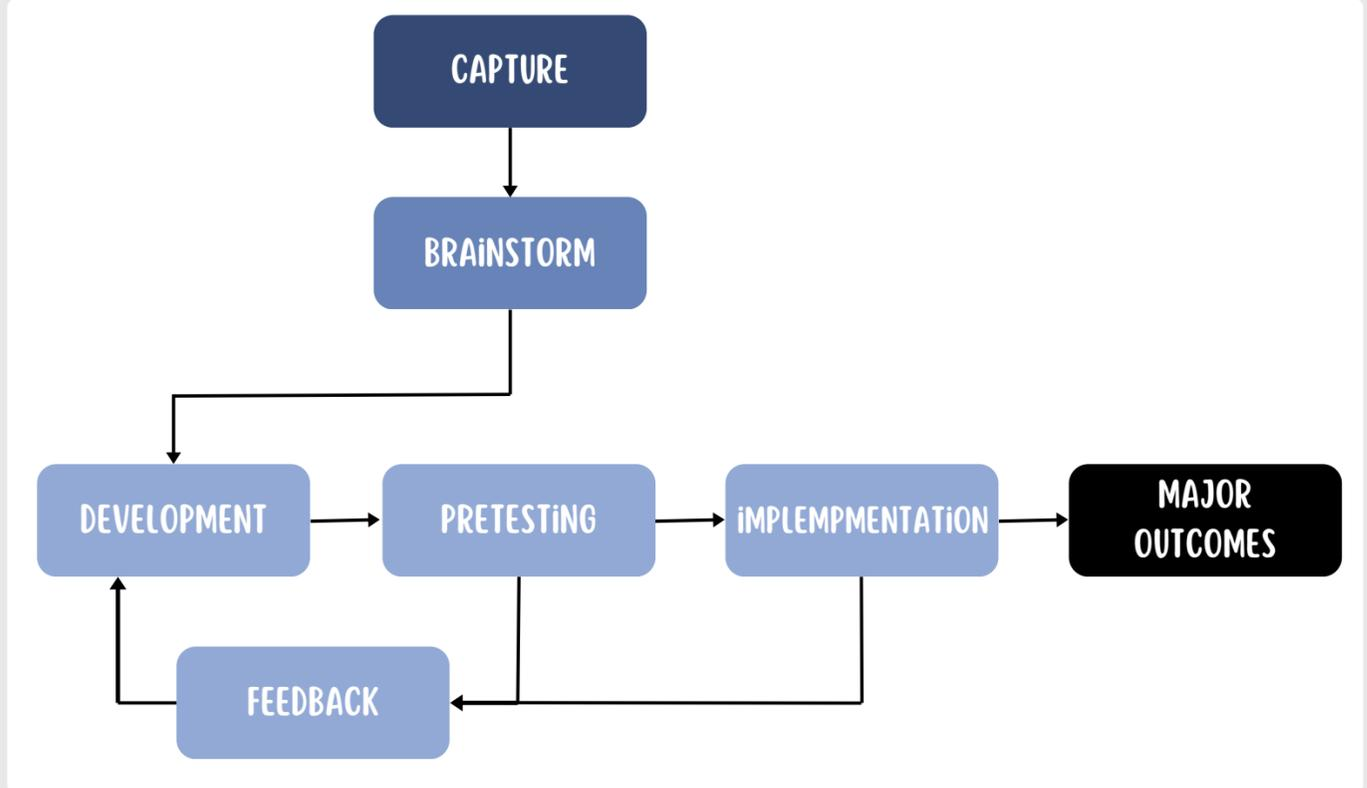 CAPTURE
BRAiNSTORM
DEVELOPMENT
PRETESTiNG
iMPLEMPMENTATiON
MAJOR
OUTCOMES
FEEDBACK